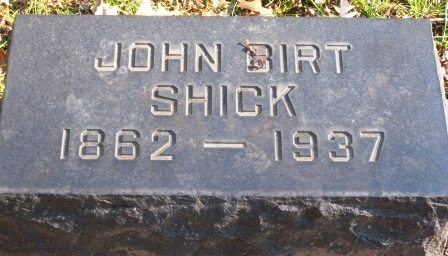 JOHN BIRT
SHICK
1862 — 1937